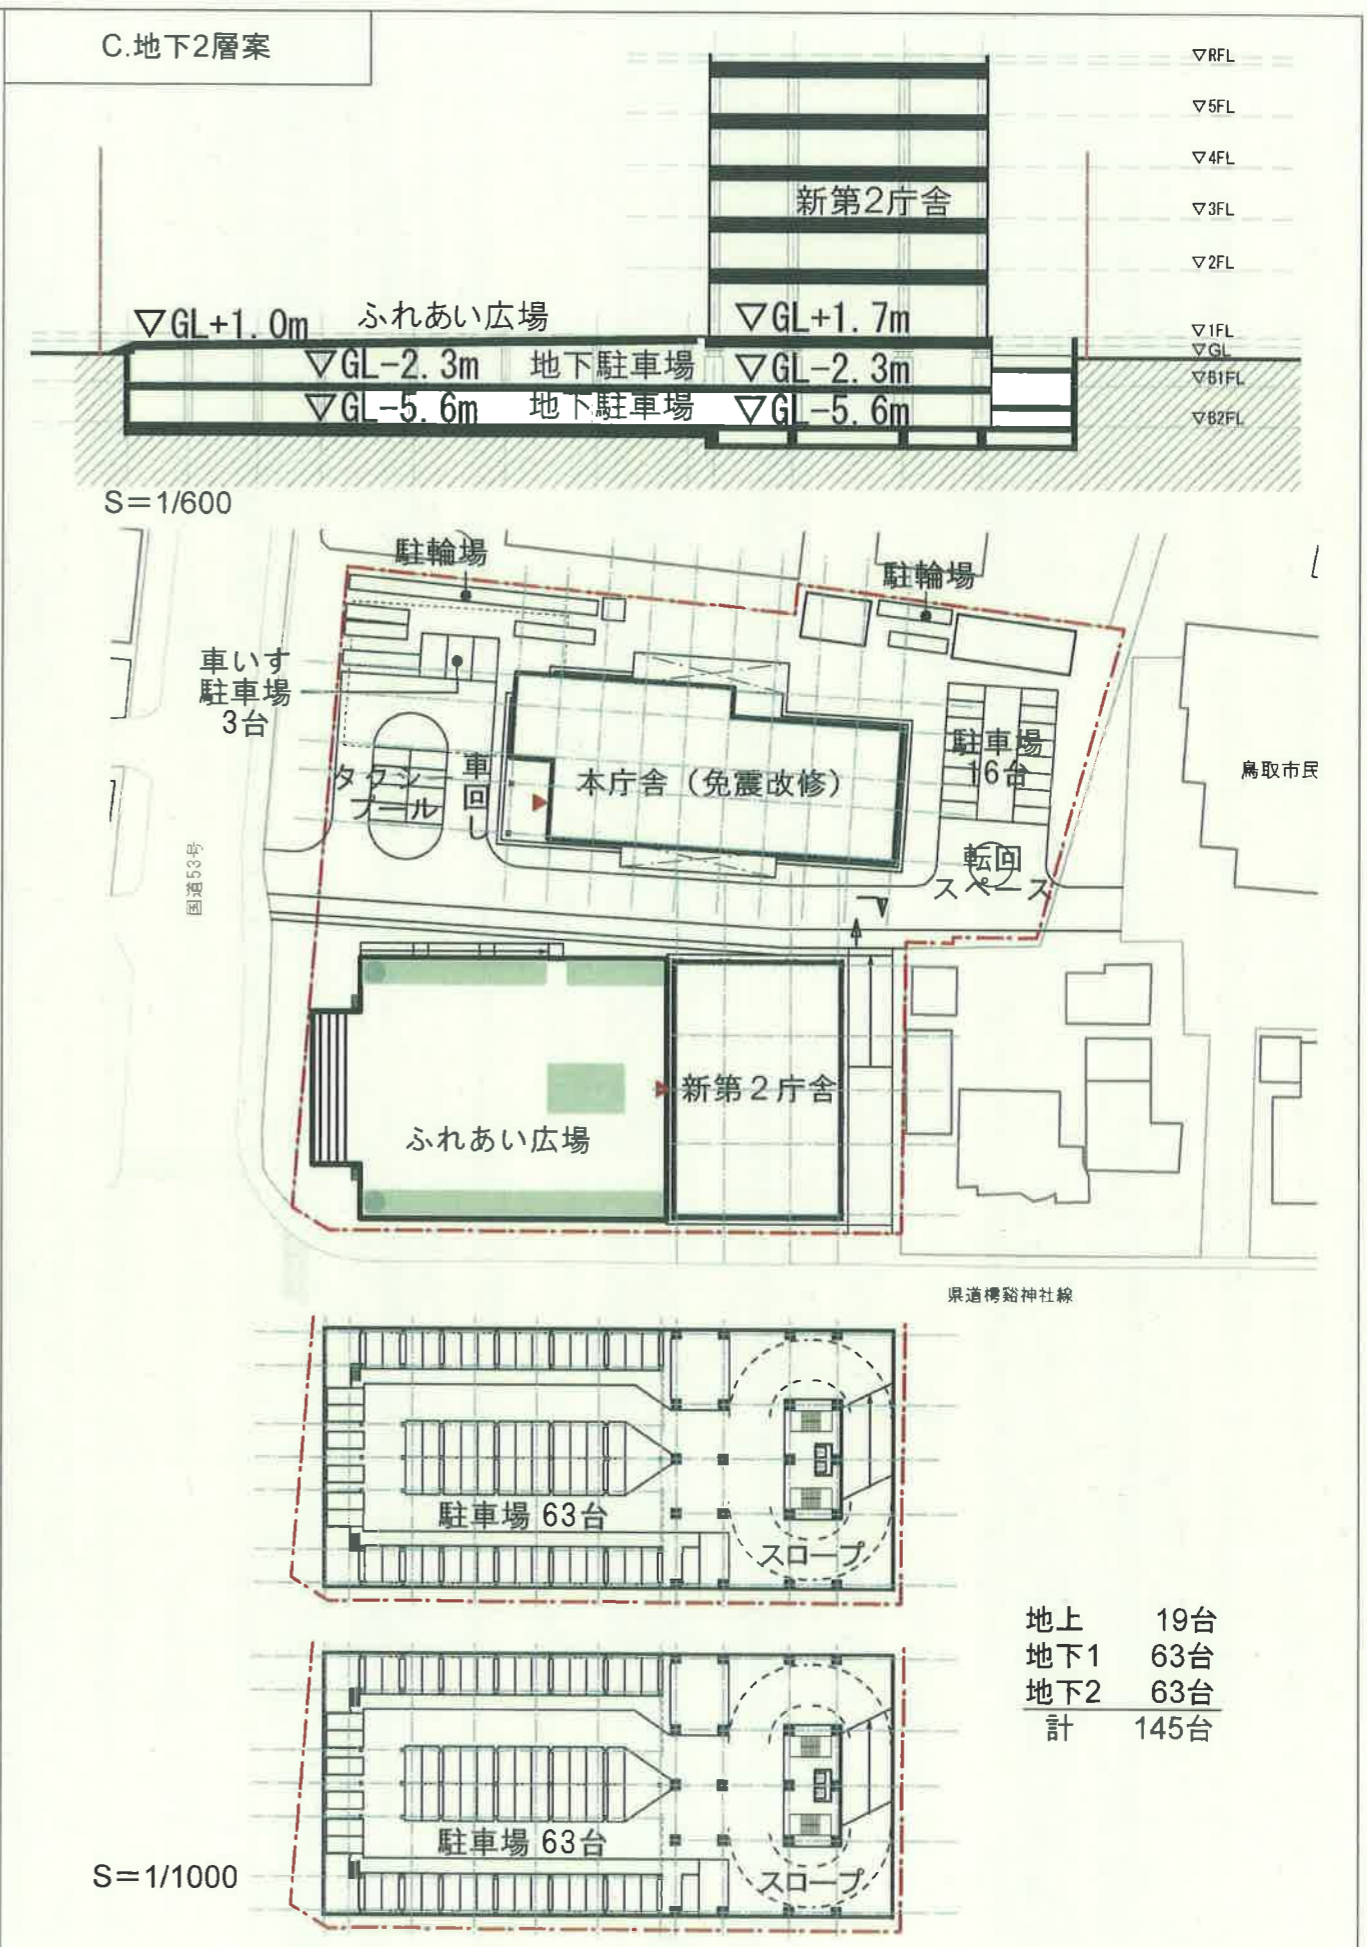 C.地下2層案
▽RFL
▽5FL
▽4FL
新第2庁舎
▽3FL
▽2FL
▽GL+1.0m
ふれあい広場
▽GL+1.7m
▽1FL
▽GL
▽GL-2.3m
地下駐車場
▽GL-2.3m
▽B1FL
▽GL-5.6m
地下駐車場
▽GL-5.6m
▽B2FL
S=1/600
駐輪場
駐輪場
車いす
駐車場
3台
タクシー
プール
車回し
本庁舎(免震改修)
駐車場
16台
鳥取市民
転回
スペース
国道53号
新第2庁舎
ふれあい広場
県道樗谿神社線
駐車場 63台
スロープ
地上 19台
地下1 63台
地下2 63台
計 145台
駐車場 63台
スロープ
S=1/1000